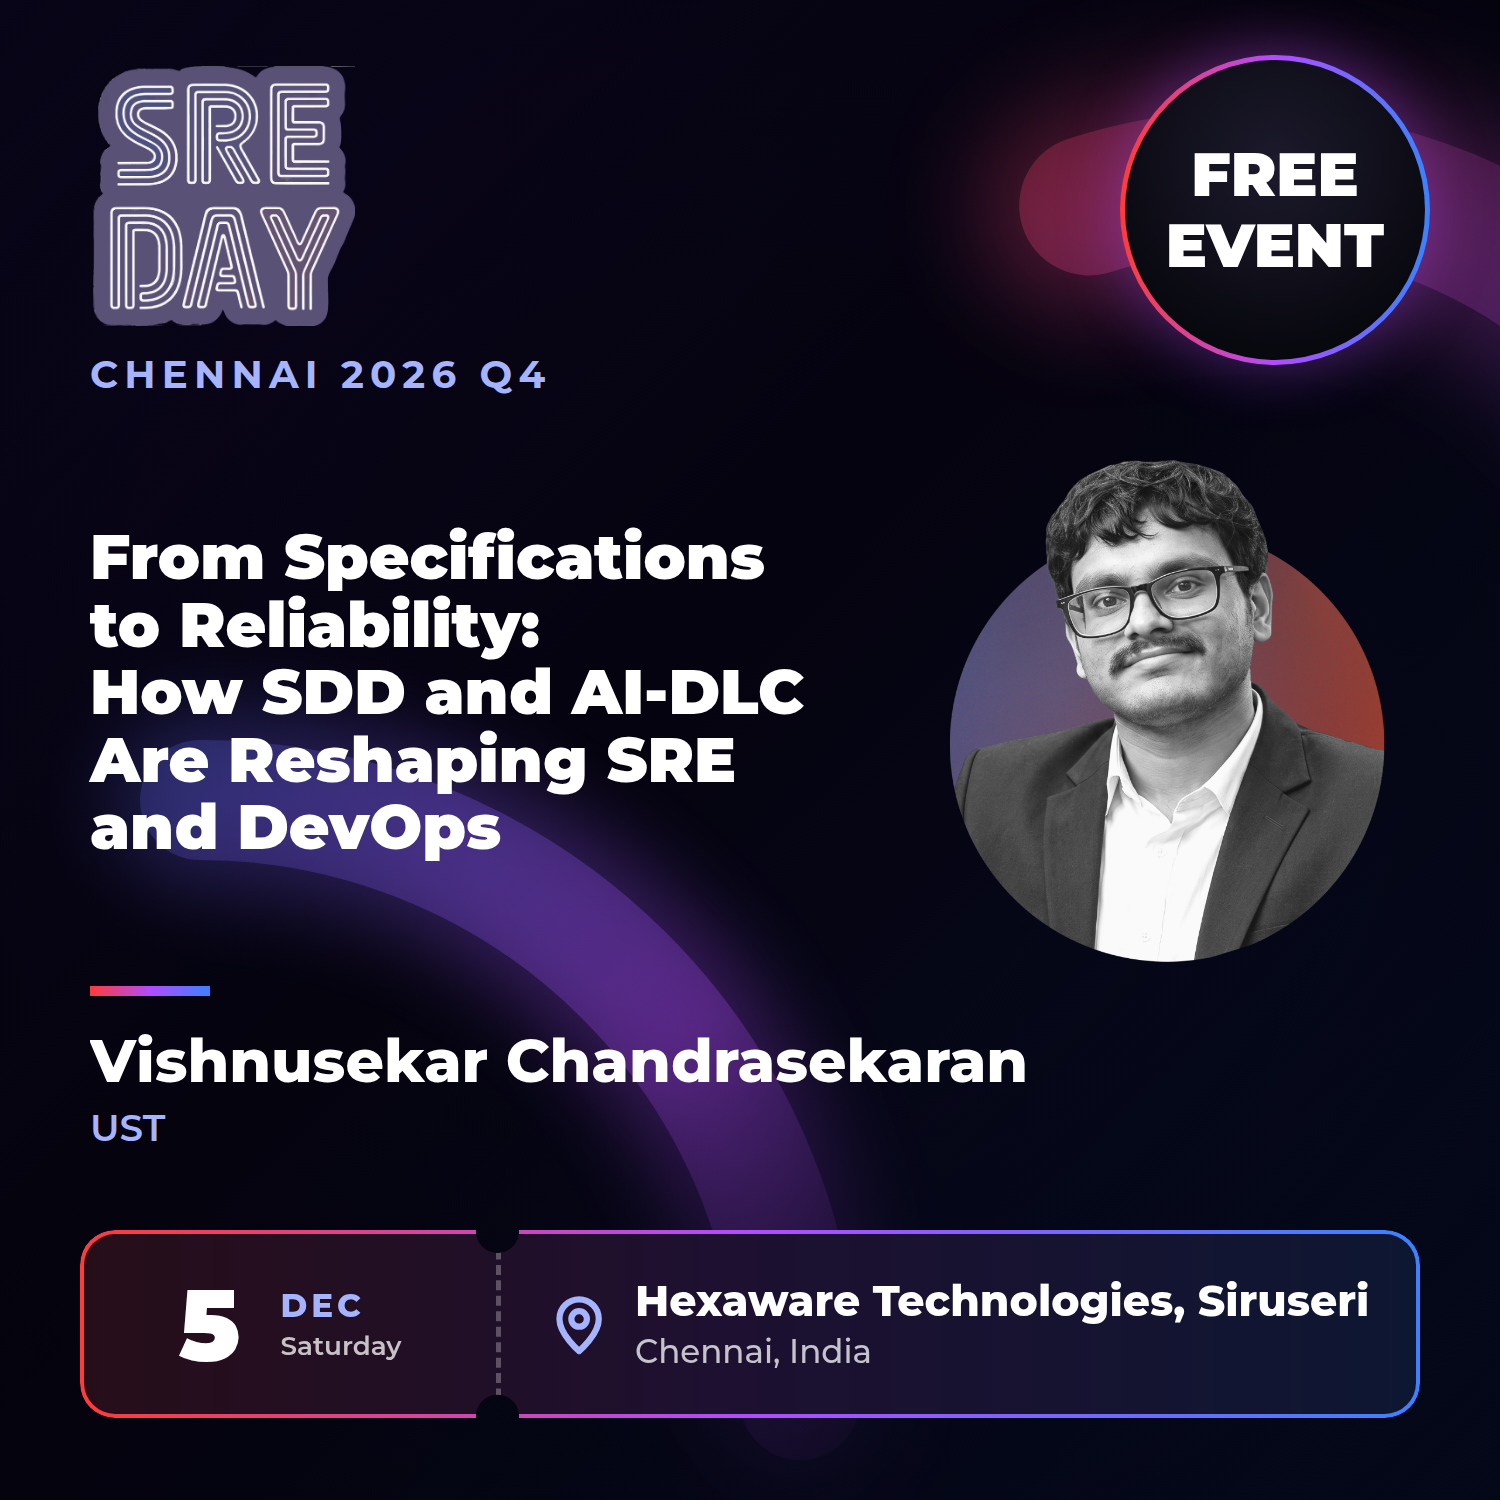 SRE
DAY
CHENNAI 2026 Q4
FREE
EVENT
From Specifications
to Reliability:
How SDD and AI-DLC
Are Reshaping SRE
and DevOps
Vishnusekar Chandrasekaran
UST
5
DEC
Saturday
Hexaware Technologies, Siruseri
Chennai, India